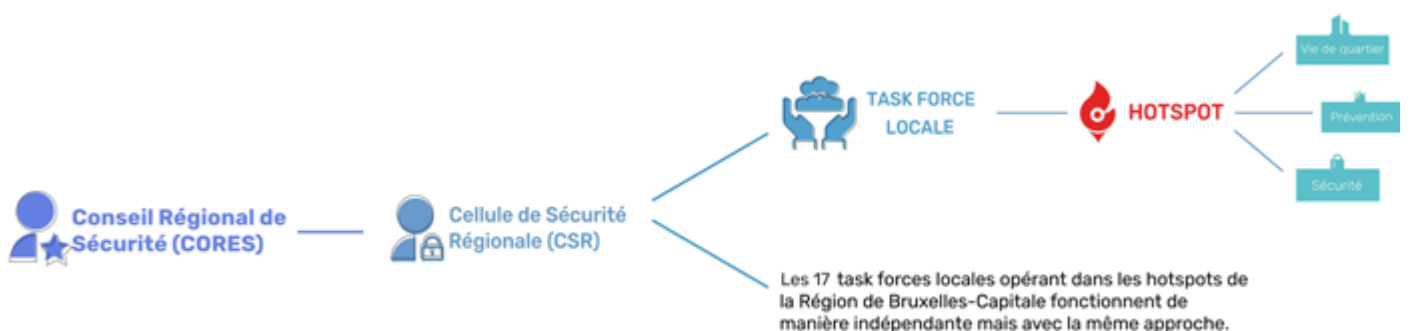 Vie de quartier
TASK FORCE
LOCALE
HOTSPOT
Prévention
Sécurité
Conseil Régional de
Sécurité (CORES)
Cellule de Sécurité
Régionale (CSR)
Les 17 task forces locales opérant dans les hotspots de
la Région de Bruxelles-Capitale fonctionnent de
manière indépendante mais avec la même approche.